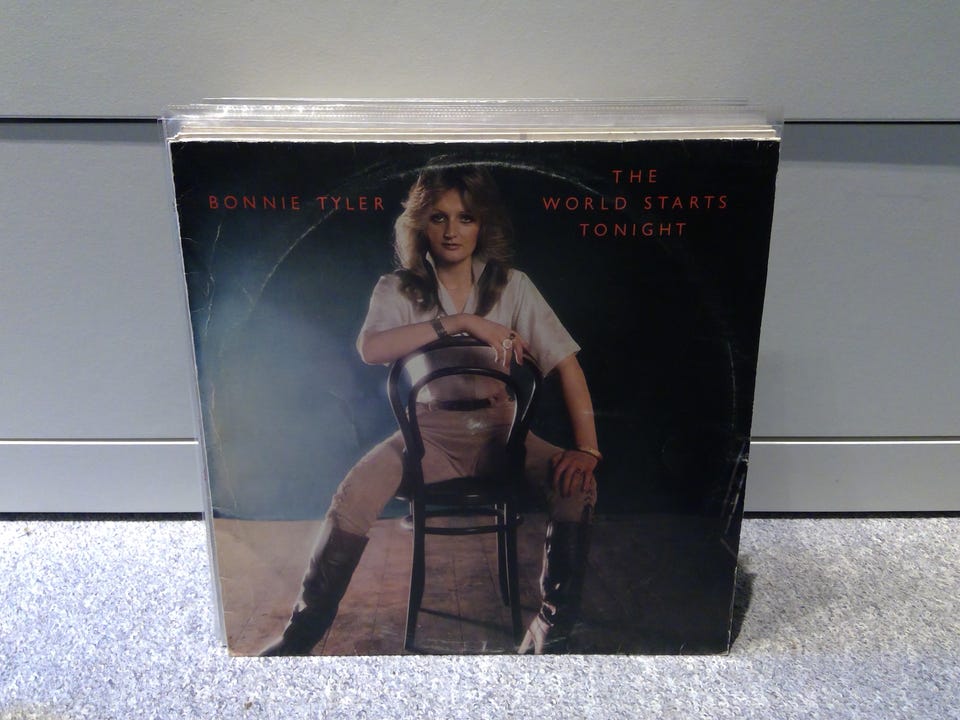 BONNIE TYLER
THE
WORLD STARTS
TONIGHT